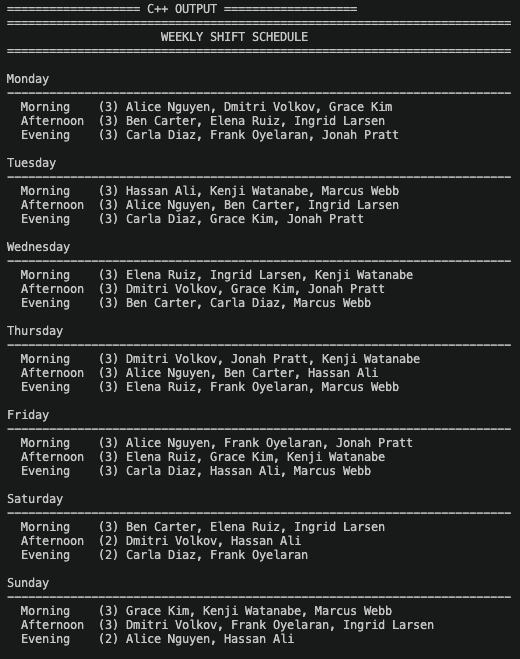 =================== C++ OUTPUT ===================
========================================================================
WEEKLY SHIFT SCHEDULE
========================================================================
Monday
------------------------------------------------------------------------
Morning (3) Alice Nguyen, Dmitri Volkov, Grace Kim
Afternoon (3) Ben Carter, Elena Ruiz, Ingrid Larsen
Evening (3) Carla Diaz, Frank Oyelaran, Jonah Pratt
Tuesday
------------------------------------------------------------------------
Morning (3) Hassan Ali, Kenji Watanabe, Marcus Webb
Afternoon (3) Alice Nguyen, Ben Carter, Ingrid Larsen
Evening (3) Carla Diaz, Grace Kim, Jonah Pratt
Wednesday
------------------------------------------------------------------------
Morning (3) Elena Ruiz, Ingrid Larsen, Kenji Watanabe
Afternoon (3) Dmitri Volkov, Grace Kim, Jonah Pratt
Evening (3) Ben Carter, Carla Diaz, Marcus Webb
Thursday
------------------------------------------------------------------------
Morning (3) Dmitri Volkov, Jonah Pratt, Kenji Watanabe
Afternoon (3) Alice Nguyen, Ben Carter, Hassan Ali
Evening (3) Elena Ruiz, Frank Oyelaran, Marcus Webb
Friday
------------------------------------------------------------------------
Morning (3) Alice Nguyen, Frank Oyelaran, Jonah Pratt
Afternoon (3) Elena Ruiz, Grace Kim, Kenji Watanabe
Evening (3) Carla Diaz, Hassan Ali, Marcus Webb
Saturday
------------------------------------------------------------------------
Morning (3) Ben Carter, Elena Ruiz, Ingrid Larsen
Afternoon (2) Dmitri Volkov, Hassan Ali
Evening (2) Carla Diaz, Frank Oyelaran
Sunday
------------------------------------------------------------------------
Morning (3) Grace Kim, Kenji Watanabe, Marcus Webb
Afternoon (3) Dmitri Volkov, Frank Oyelaran, Ingrid Larsen
Evening (2) Alice Nguyen, Hassan Ali